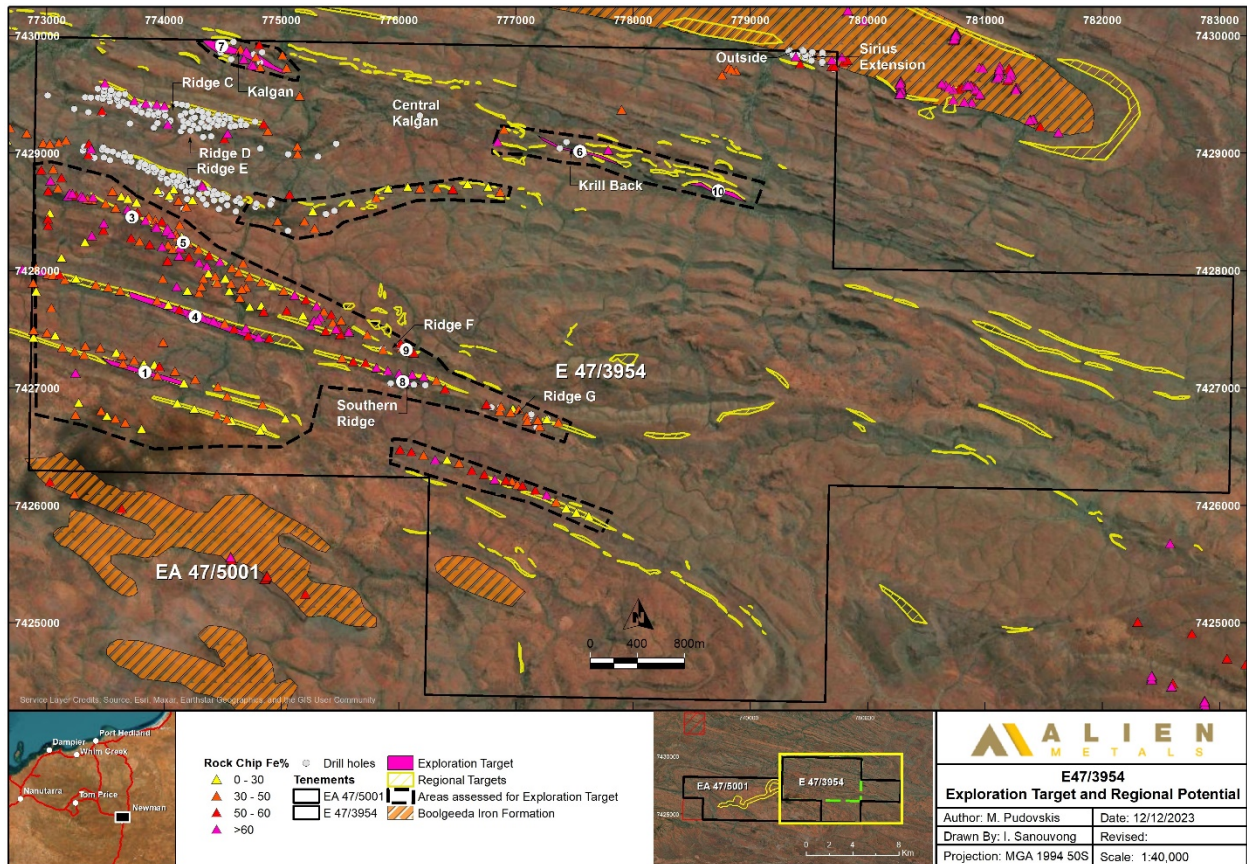 773000
774000
775000
776000
777000
778000
779000
780000
781000
782000
783000
7430000
7430000
7
Kalgan
Ridge C
Central
Kalgan
Outside
Sirius
Extension
Ridge D
Ridge E
7429000
7429000
6
Krill Back
10
3
5
7428000
7428000
4
Ridge F
9
1
8
E 47/3954
7427000
7427000
Southern
Ridge
Ridge G
7426000
7426000
EA 47/5001
N
7425000
7425000
0 400 800m
Service Layer Credits: Source: Esri, Maxar, Earthstar Geographics, and the GIS User Community
Port Hedland
Dampier
Whim Creek
Nanutarra
Tom Price
Newman
Rock Chip Fe%
0 - 30
30 - 50
50 - 60
>60
Drill holes
Tenements
EA 47/5001
E 47/3954
Exploration Target
Regional Targets
Areas assessed for Exploration Target
Boolgeeda Iron Formation
770000
780000
7430000
7425000
EA 47/5001
E 47/3954
0 2 4 8
Km
ALIEN
METALS
E47/3954
Exploration Target and Regional Potential
Author: M. Pudovskis
Date: 12/12/2023
Drawn By: I. Sanouvong
Revised:
Projection: MGA 1994 50S
Scale: 1:40,000